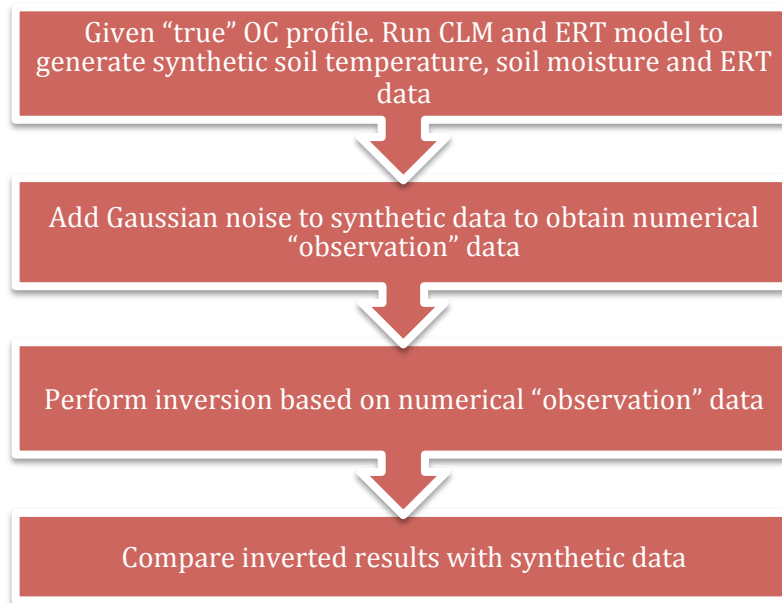 Given “true” OC profile. Run CLM and ERT model to
generate synthetic soil temperature, soil moisture and ERT
data
Add Gaussian noise to synthetic data to obtain numerical
“observation” data
Perform inversion based on numerical “observation” data
Compare inverted results with synthetic data